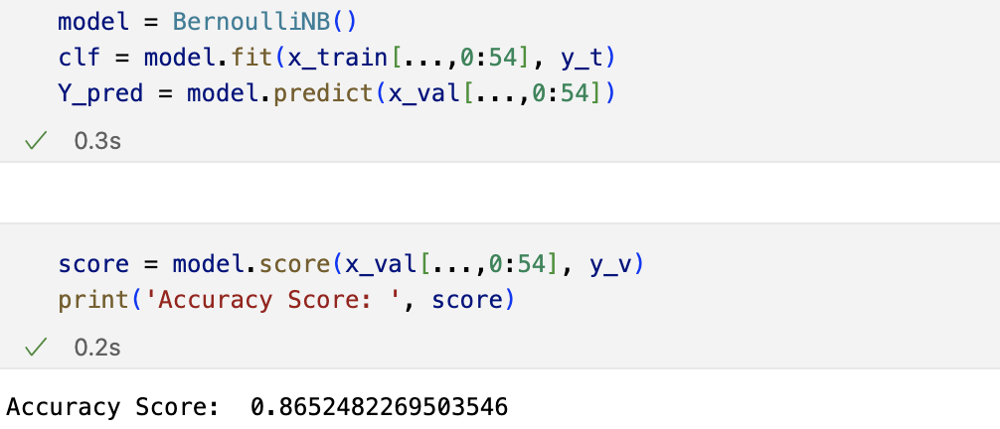 model = BernoulliNB()
clf = model.fit(x_train[...,0:54], y_t)
Y_pred = model.predict(x_val[...,0:54])
✓ 0.3s
score = model.score(x_val[...,0:54], y_v)
print('Accuracy Score: ', score)
✓ 0.2s
Accuracy Score:  0.8652482269503546